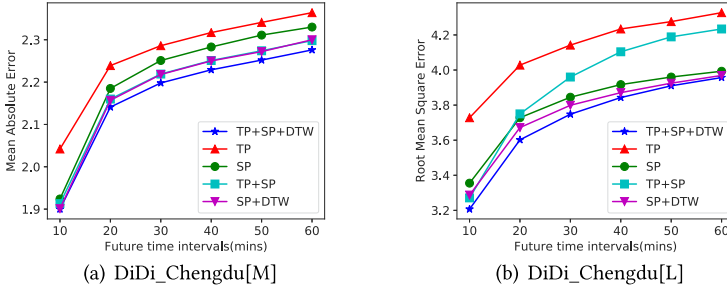 2.3
2.2
2.1
2.0
1.9
Mean Absolute Error
TP+SP+DTW
TP
SP
TP+SP
SP+DTW
10 20 30 40 50 60
Future time intervals(mins)
(a) DiDi_Chengdu[M]
4.2
4.0
3.8
3.6
3.4
3.2
Root Mean Square Error
TP+SP+DTW
TP
SP
TP+SP
SP+DTW
10 20 30 40 50 60
Future time intervals(mins)
(b) DiDi_Chengdu[L]